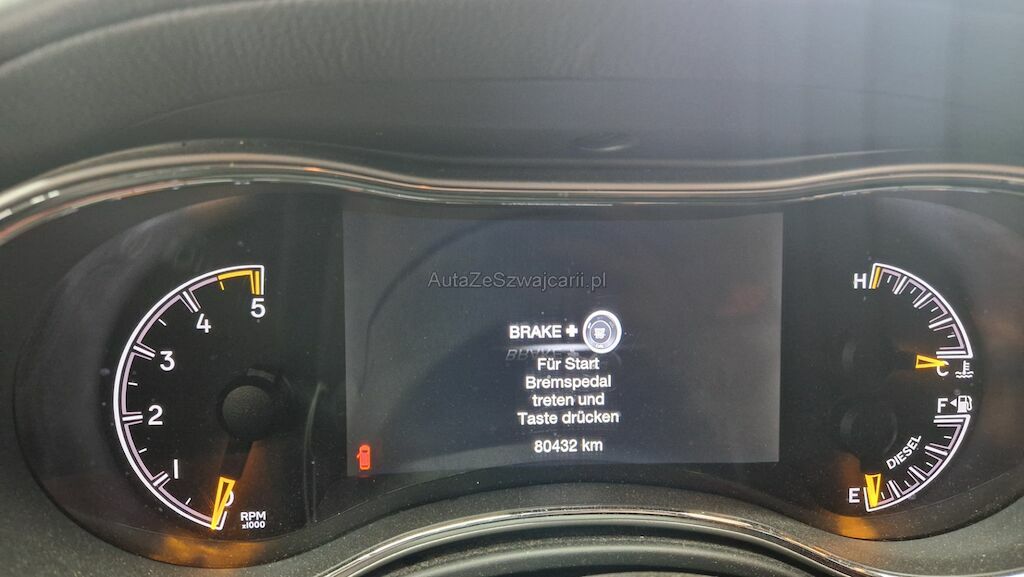 AutaZeSzwajcarii.pl
BRAKE +
Für Start
Bremspedal
treten und
Taste drücken
80432 km
5
4
3
2
1
0
RPM
x1000
H
C
F
DIESEL
E